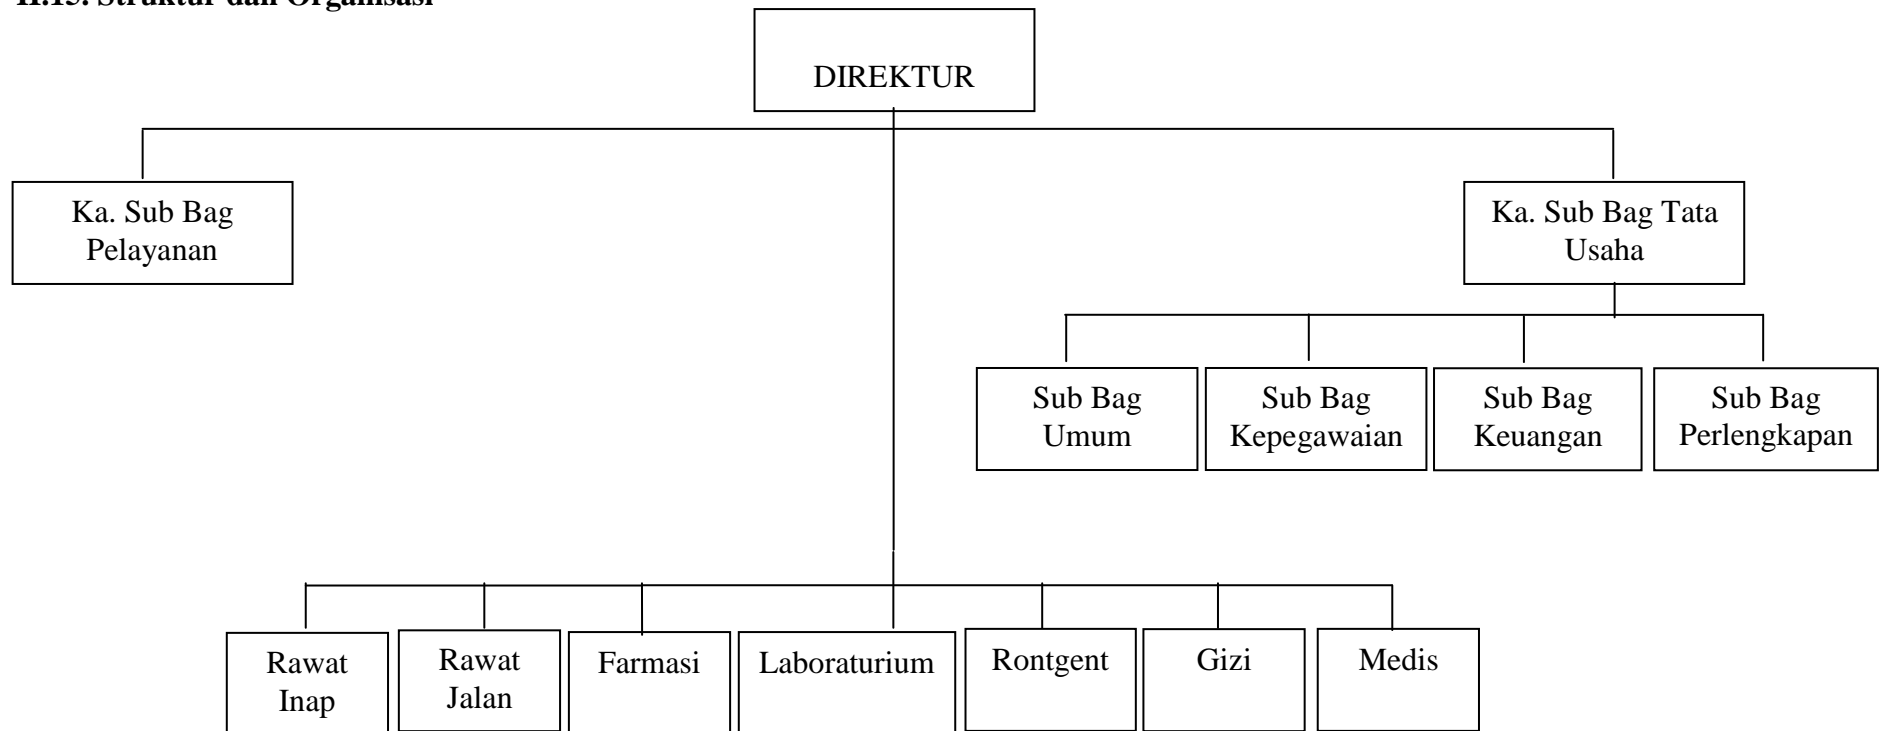 II.13. Struktur dan Organisasi
DIREKTUR
Ka. Sub Bag
Pelayanan
Ka. Sub Bag Tata
Usaha
Sub Bag
Umum
Sub Bag
Kepegawaian
Sub Bag
Keuangan
Sub Bag
Perlengkapan
Rawat
Inap
Rawat
Jalan
Farmasi
Laboraturium
Rontgent
Gizi
Medis